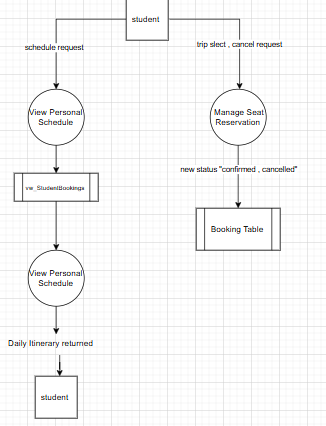 student
schedule request
trip slect , cancel request
View Personal
Schedule
Manage Seat
Reservation
vw_StudentBookings
new status "confirmed , cancelled"
Booking Table
View Personal
Schedule
Daily Itinerary returned
student